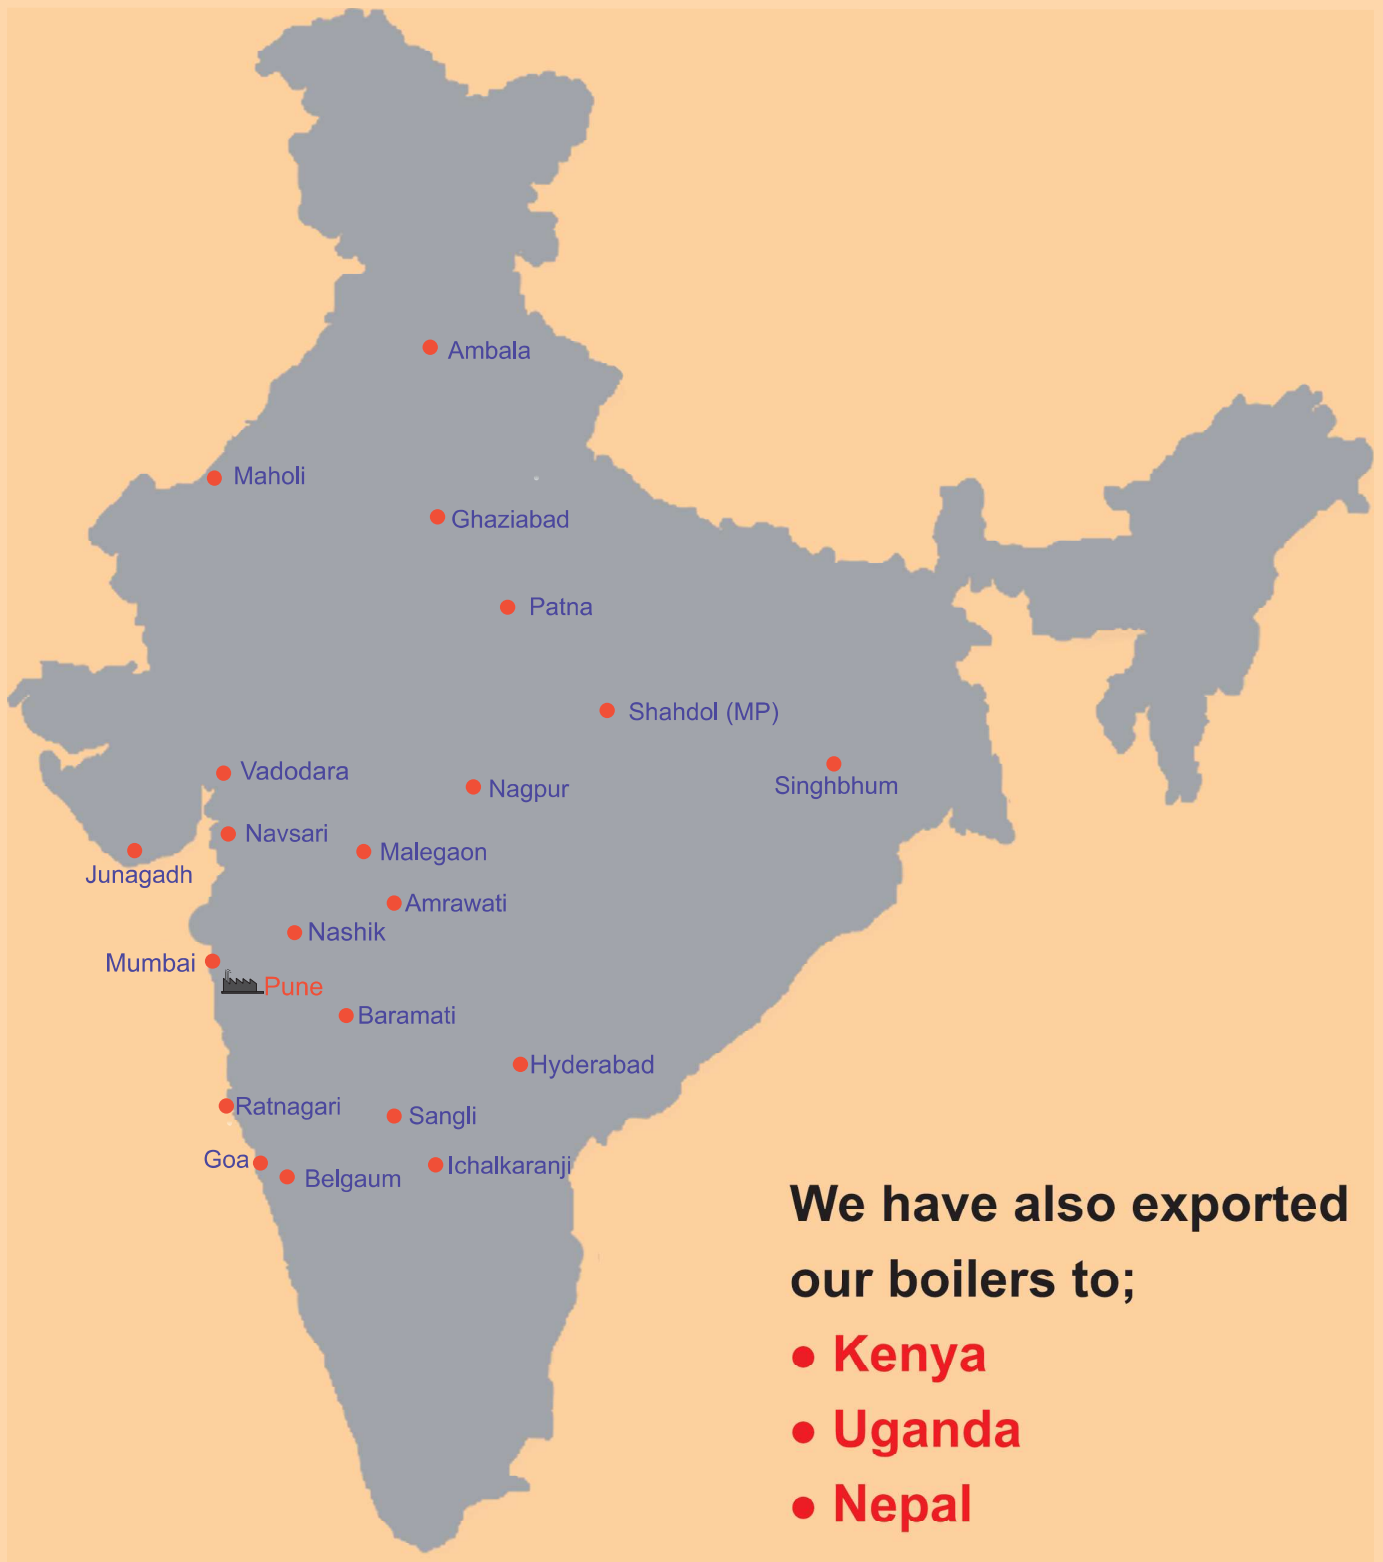 Ambala
Maholi
Ghaziabad
Patna
Shahdol (MP)
Vadodara
Nagpur
Singhbhum
Navsari
Malegaon
Junagadh
Amrawati
Nashik
Mumbai
Pune
Baramati
Hyderabad
Ratnagari
Sangli
Goa
Ichalkaranji
Belgaum
We have also exported
our boilers to;
● Kenya
● Uganda
● Nepal